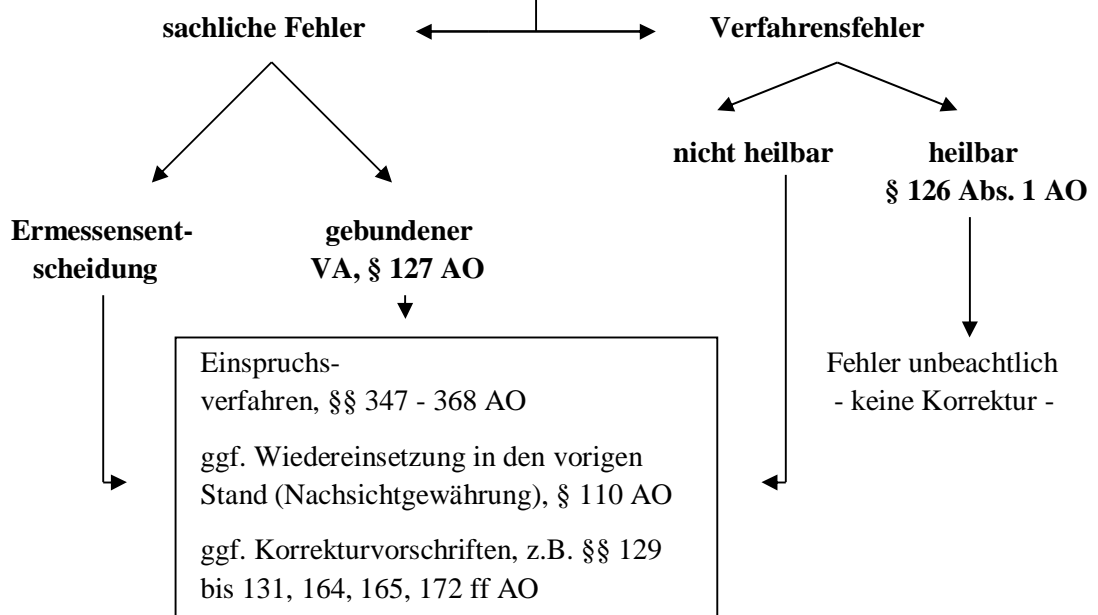 sachliche Fehler
Verfahrensfehler
nicht heilbar
heilbar
§ 126 Abs. 1 AO
Ermessensent-
scheidung
gebundener
VA, § 127 AO
Einspruchs-
verfahren, §§ 347 - 368 AO
ggf. Wiedereinsetzung in den vorigen
Stand (Nachsichtgewährung), § 110 AO
ggf. Korrekturvorschriften, z.B. §§ 129
bis 131, 164, 165, 172 ff AO
Fehler unbeachtlich
- keine Korrektur -